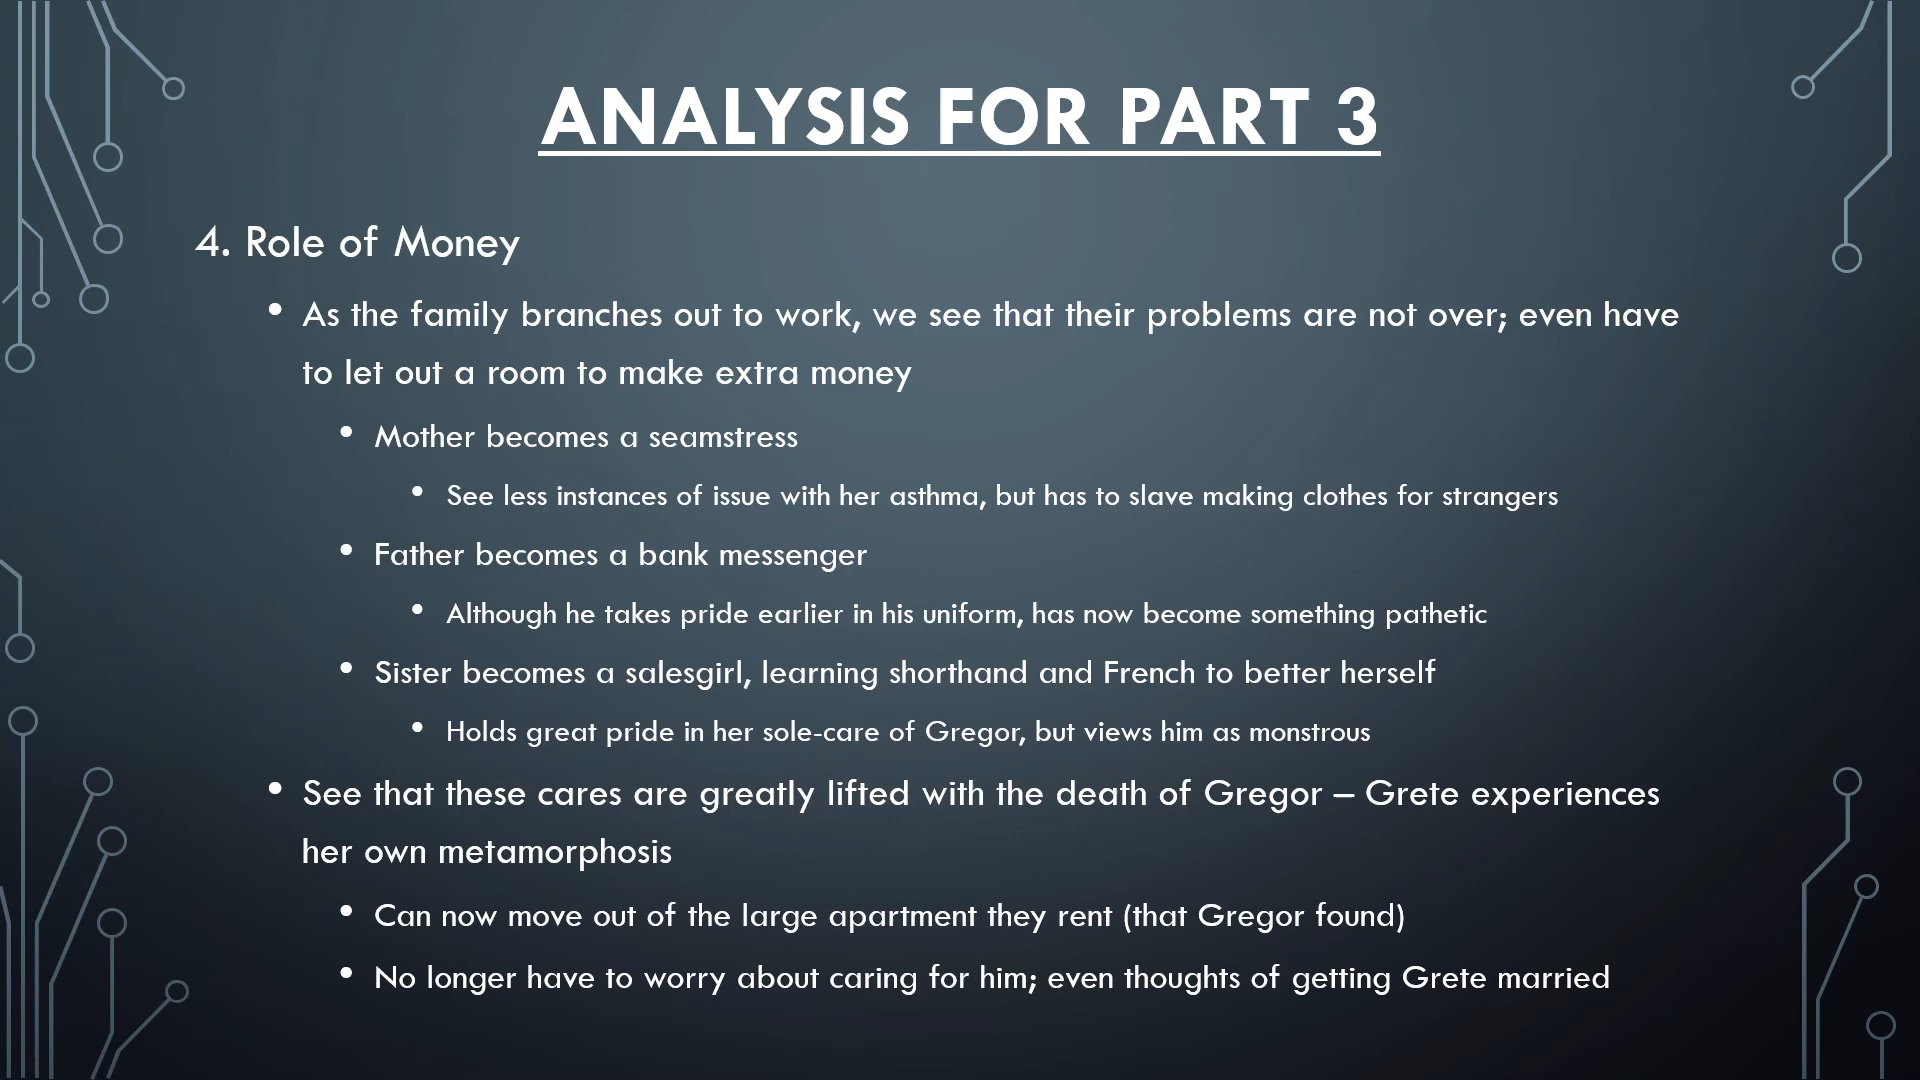 ANALYSIS FOR PART 3
4. Role of Money
• As the family branches out to work, we see that their problems are not over; even have
to let out a room to make extra money
• Mother becomes a seamstress
• See less instances of issue with her asthma, but has to slave making clothes for strangers
• Father becomes a bank messenger
• Although he takes pride earlier in his uniform, has now become something pathetic
• Sister becomes a salesgirl, learning shorthand and French to better herself
• Holds great pride in her sole-care of Gregor, but views him as monstrous
• See that these cares are greatly lifted with the death of Gregor – Grete experiences
her own metamorphosis
• Can now move out of the large apartment they rent (that Gregor found)
• No longer have to worry about caring for him; even thoughts of getting Grete married